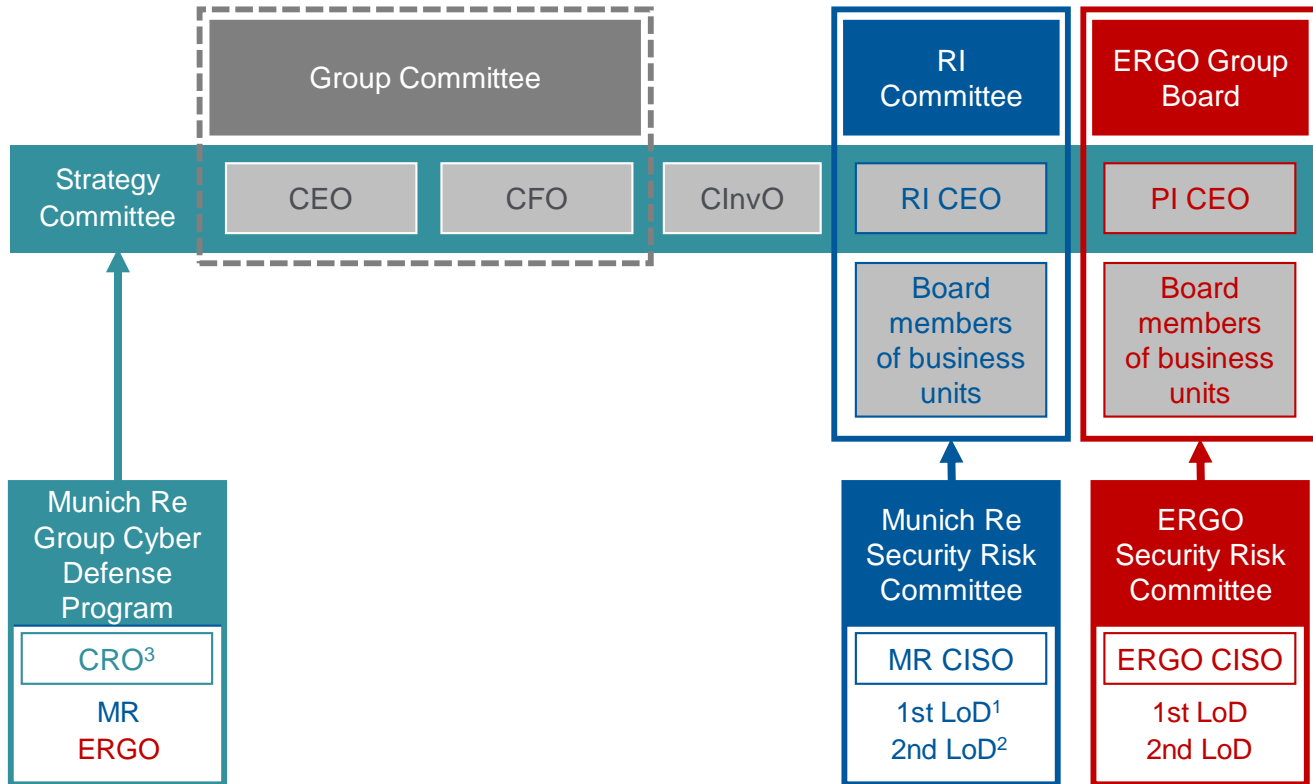 Group Committee
RI
Committee
ERGO Group
Board
Strategy
Committee
CEO
CFO
CInvO
RI CEO
PI CEO
Board
members
of business
units
Board
members
of business
units
Munich Re
Group Cyber
Defense
Program
CRO³
MR
ERGO
Munich Re
Security Risk
Committee
MR CISO
1st LoD¹
2nd LoD²
ERGO
Security Risk
Committee
ERGO CISO
1st LoD
2nd LoD